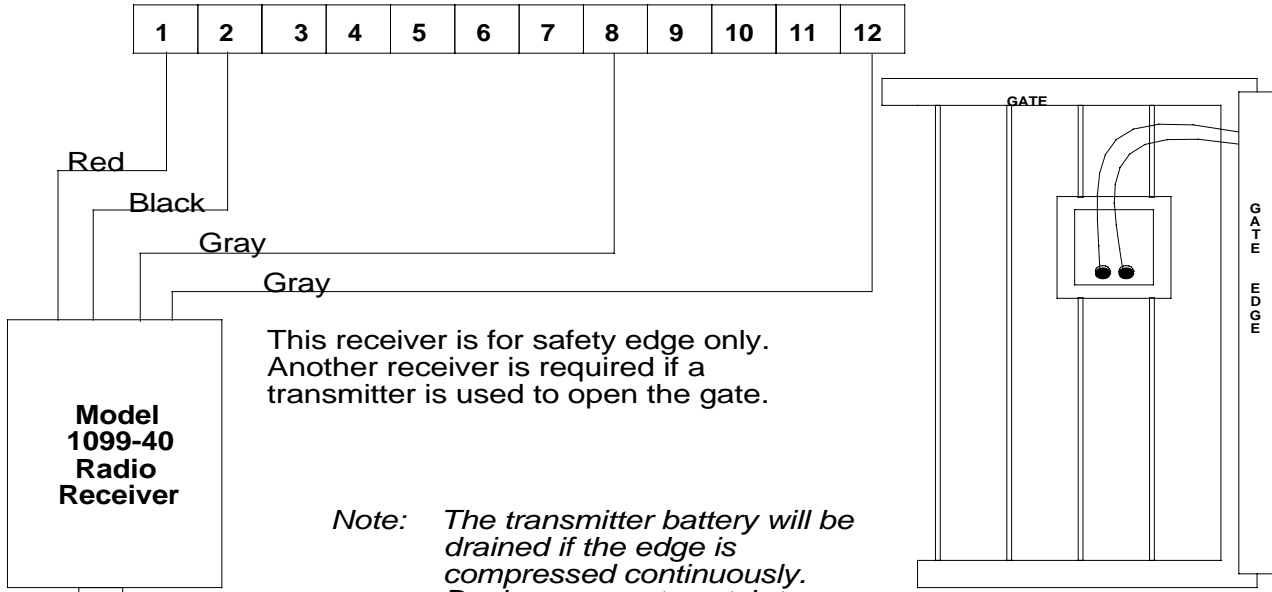 1 2 3 4 5 6 7 8 9 10 11 12
GATE
Red
Black
Gray
Gray
GATE EDGE
This receiver is for safety edge only.
Another receiver is required if a
transmitter is used to open the gate.
Model
1099-40
Radio
Receiver
Note: The transmitter battery will be
drained if the edge is
compressed continuously.